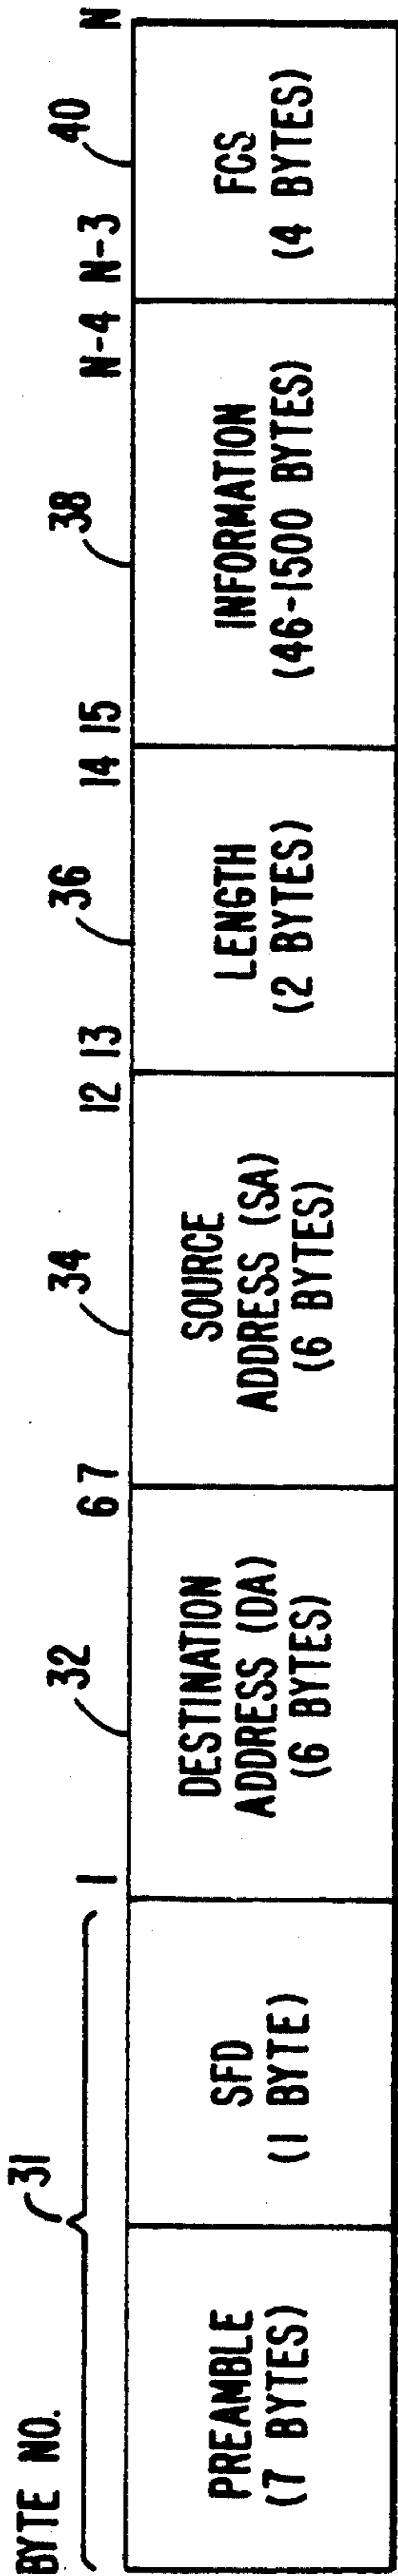 BYTE NO.
31
1
32
6 7
34
12 13
36
14 15
38
N-4 N-3
40
N
PREAMBLE
(7 BYTES)
SFD
(1 BYTE)
DESTINATION
ADDRESS (DA)
(6 BYTES)
SOURCE
ADDRESS (SA)
(6 BYTES)
LENGTH
(2 BYTES)
INFORMATION
(46-1500 BYTES)
FCS
(4 BYTES)